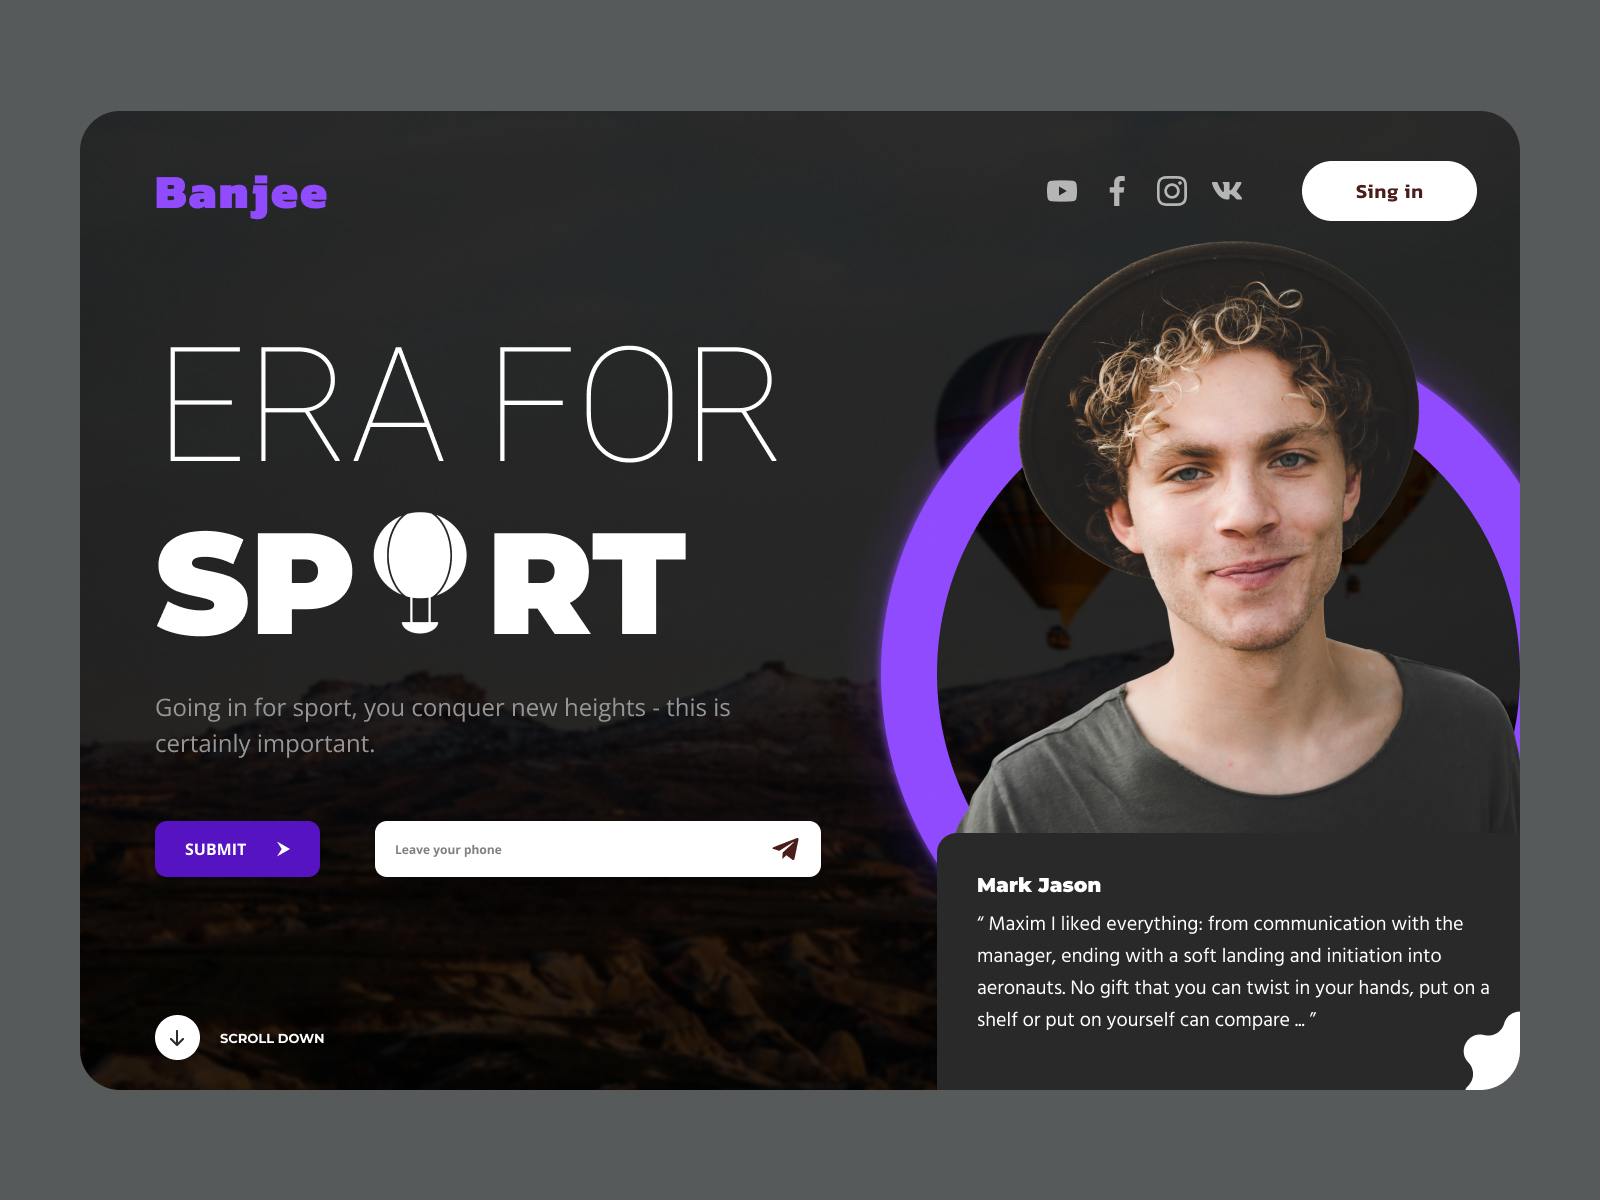 Banjee
Sing in
ERA FOR
SPRT
Going in for sport, you conquer new heights - this is
certainly important.
SUBMIT
Leave your phone
Mark Jason
“ Maxim I liked everything: from communication with the
manager, ending with a soft landing and initiation into
aeronauts. No gift that you can twist in your hands, put on a
shelf or put on yourself can compare ... ”
SCROLL DOWN